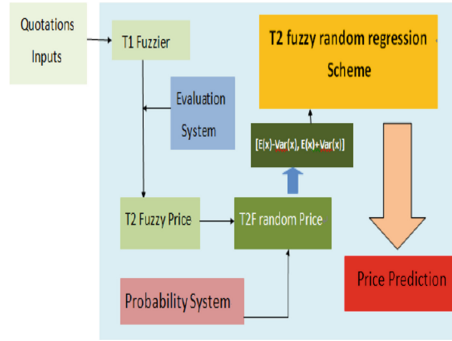 Quotations
Inputs
T1 Fuzzier
T2 fuzzy random regression
Scheme
Evaluation
System
[E(x)-Var(x), E(x)+Var(x)]
T2 Fuzzy Price
T2F random Price
Probability System
Price Prediction